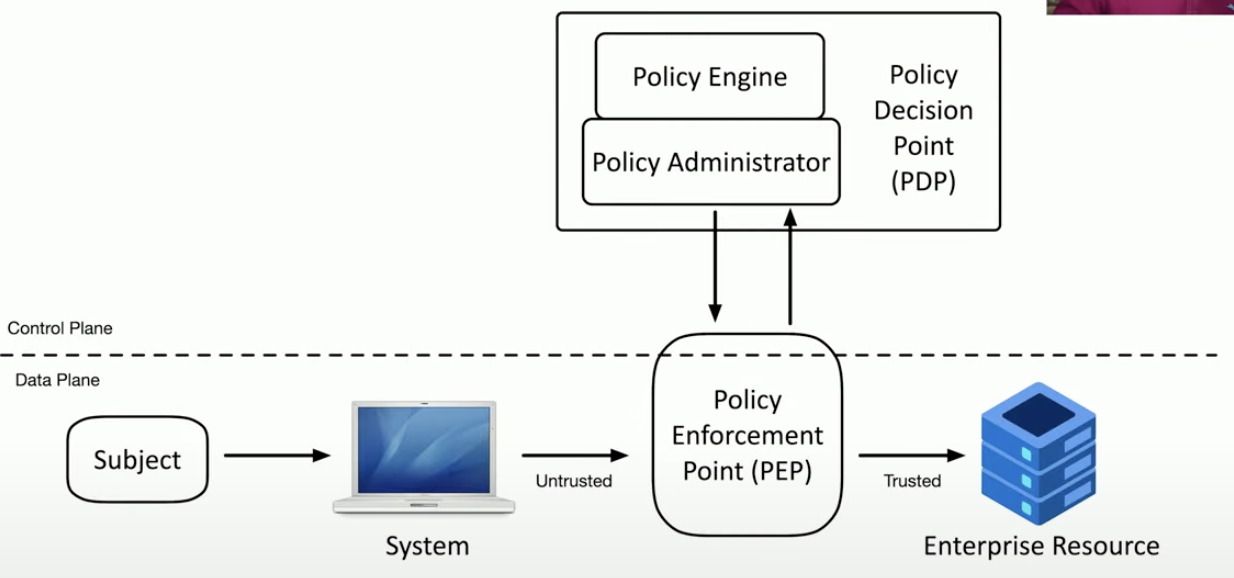 Policy Engine
Policy Administrator
Policy
Decision
Point
(PDP)
Control Plane
Data Plane
Subject
System
Untrusted
Policy
Enforcement
Point (PEP)
Trusted
Enterprise Resource